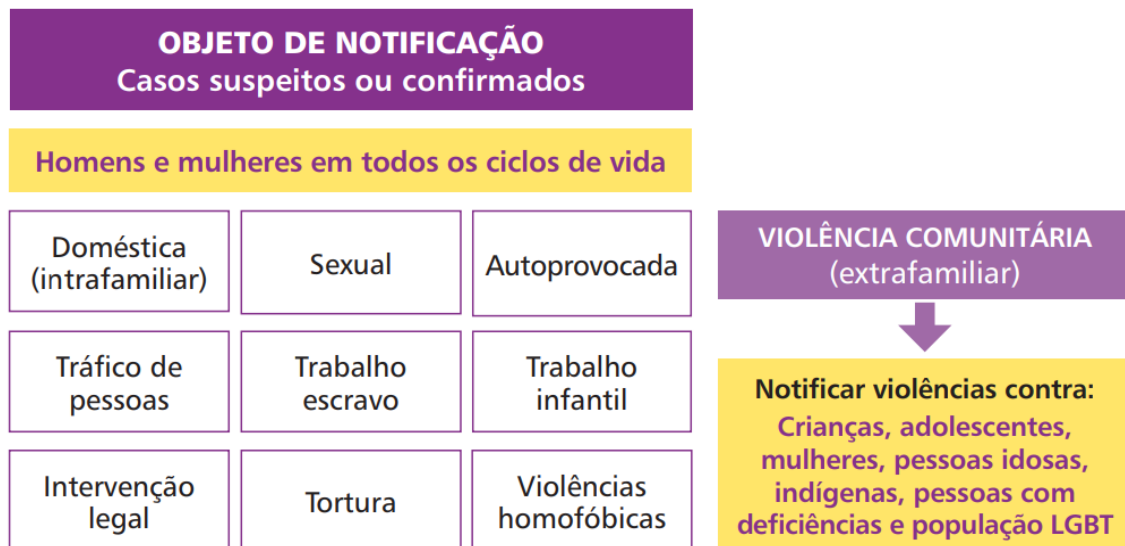 OBJETO DE NOTIFICAÇÃO
Casos suspeitos ou confirmados
Homens e mulheres em todos os ciclos de vida
Doméstica
(intrafamiliar)
Sexual
Autoprovocada
Tráfico de
pessoas
Trabalho
escravo
Trabalho
infantil
Intervenção
legal
Tortura
Violências
homofóbicas
VIOLÊNCIA COMUNITÁRIA
(extrafamiliar)
Notificar violências contra:
Crianças, adolescentes,
mulheres, pessoas idosas,
indígenas, pessoas com
deficiências e população LGBT